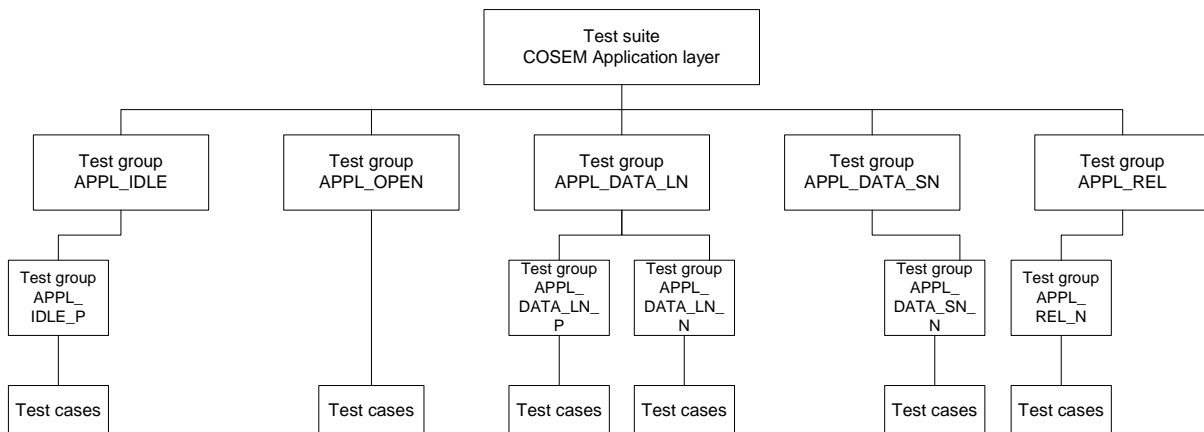 Test suite
COSEM Application layer
Test group
APPL_IDLE
Test group
APPL_OPEN
Test group
APPL_DATA_LN
Test group
APPL_DATA_SN
Test group
APPL_REL
Test group
APPL_
IDLE_P
Test group
APPL_
DATA_LN_
P
Test group
APPL_
DATA_LN_
N
Test group
APPL_
DATA_SN_
N
Test group
APPL_
REL_N
Test cases
Test cases
Test cases
Test cases
Test cases
Test cases